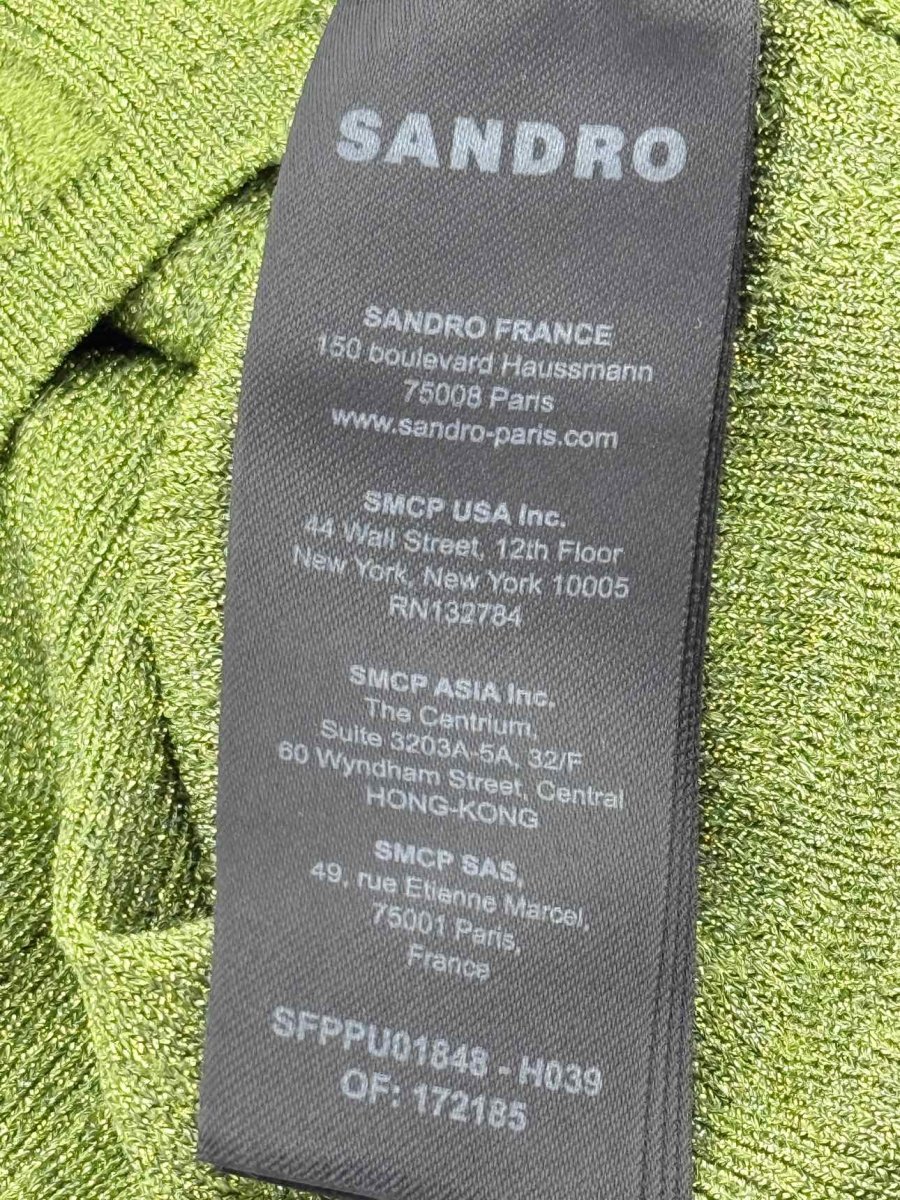 SANDRO
SANDRO FRANCE
150 boulevard Haussmann
75008 Paris
www.sandro-paris.com
SMCP USA Inc.
44 Wall Street, 12th Floor
New York, New York 10005
RN132784
SMCP ASIA Inc.
The Centrium,
Suite 3203A-5A, 32/F
60 Wyndham Street, Central
HONG-KONG
SMCP SAS,
49, rue Etienne Marcel,
75001 Paris,
France
SFPPU01848 - H039
QF: 172185